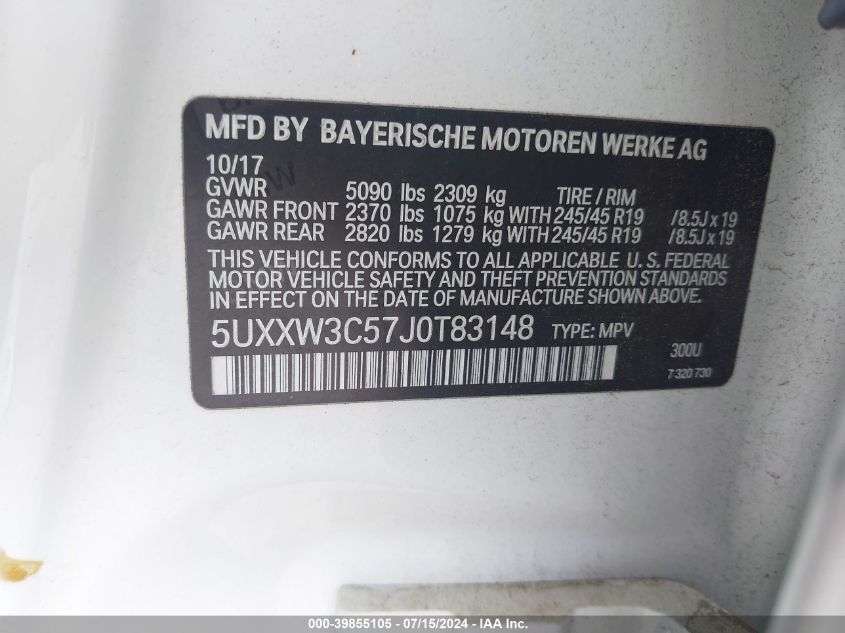 MFD BY BAYERISCHE MOTOREN WERKE AG
10/17
GVWR 5090 lbs 2309 kg TIRE / RIM
GAWR FRONT 2370 lbs 1075 kg WITH 245/45 R19 /8.5J x 19
GAWR REAR 2820 lbs 1279 kg WITH 245/45 R19 /8.5J x 19
THIS VEHICLE CONFORMS TO ALL APPLICABLE U. S. FEDERAL
MOTOR VEHICLE SAFETY AND THEFT PREVENTION STANDARDS
IN EFFECT ON THE DATE OF MANUFACTURE SHOWN ABOVE.
5UXXW3C57J0T83148 TYPE: MPV
300U
7 320 730
000-39855105 - 07/15/2024 - IAA Inc.